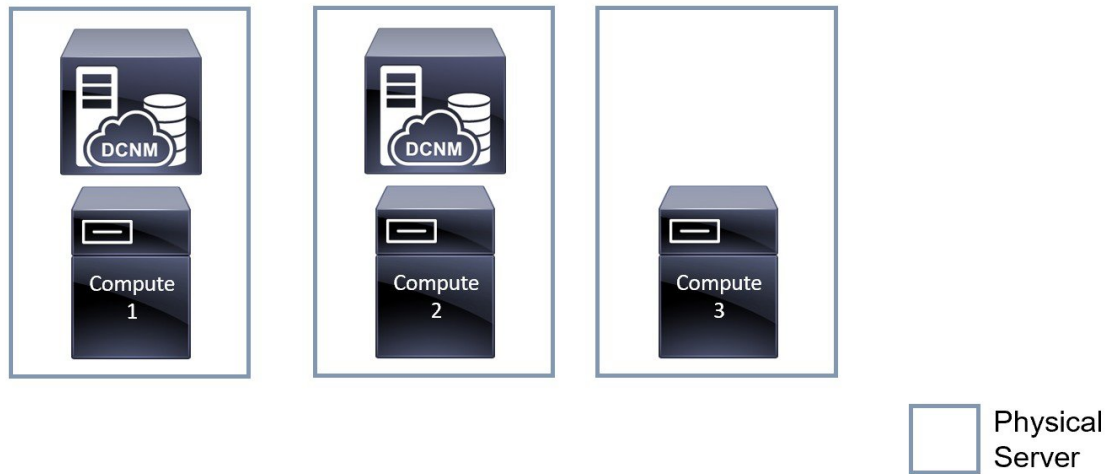 DCNM
DCNM
Compute
1
Compute
2
Compute
3
Physical
Server